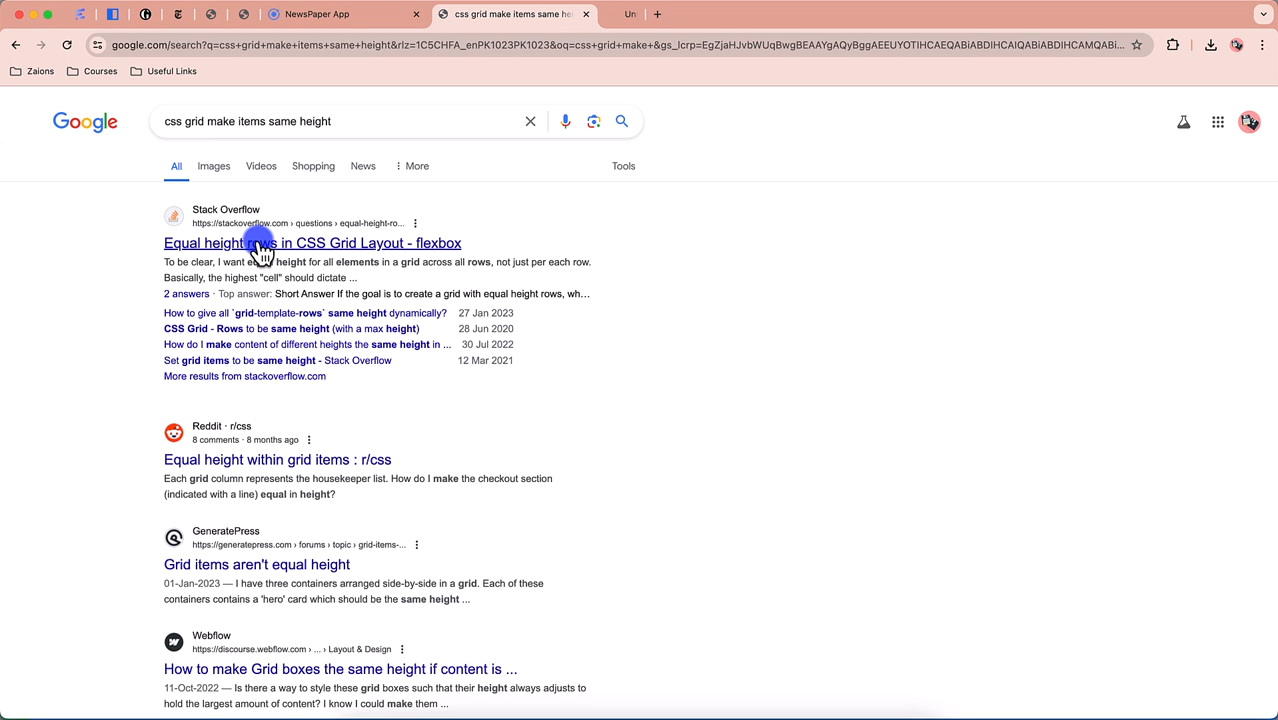 NewsPaper App
css grid make items same hei
Un
google.com/search?q=css+grid+make+items+same+height&rlz=1C5CHFA_enPK1023PK1023&oq=css+grid+make+&gs_lcrp=EgZjaHJvbWUqBwgBEAAYgAQyBggAEEUYOTIHCAEQABiABDIHCAIQABiABDIHCAMQABi...
Zaions
Courses
Useful Links
Google
css grid make items same height
All
Images
Videos
Shopping
News
More
Tools
Stack Overflow
https://stackoverflow.com › questions › equal-height-ro...
Equal height rows in CSS Grid Layout - flexbox
To be clear, I want equal height for all elements in a grid across all rows, not just per each row.
Basically, the highest "cell" should dictate ...
2 answers · Top answer: Short Answer If the goal is to create a grid with equal height rows, wh...
How to give all `grid-template-rows` same height dynamically? 27 Jan 2023
CSS Grid - Rows to be same height (with a max height) 28 Jun 2020
How do I make content of different heights the same height in ... 30 Jul 2022
Set grid items to be same height - Stack Overflow 12 Mar 2021
More results from stackoverflow.com
Reddit · r/css
8 comments · 8 months ago
Equal height within grid items : r/css
Each grid column represents the housekeeper list. How do I make the checkout section
(indicated with a line) equal in height?
GeneratePress
https://generatepress.com › forums › topic › grid-items-...
Grid items aren't equal height
01-Jan-2023 — I have three containers arranged side-by-side in a grid. Each of these
containers contains a 'hero' card which should be the same height ...
Webflow
https://discourse.webflow.com › ... › Layout & Design
How to make Grid boxes the same height if content is ...
11-Oct-2022 — Is there a way to style these grid boxes such that their height always adjusts to
hold the largest amount of content? I know I could make them ...